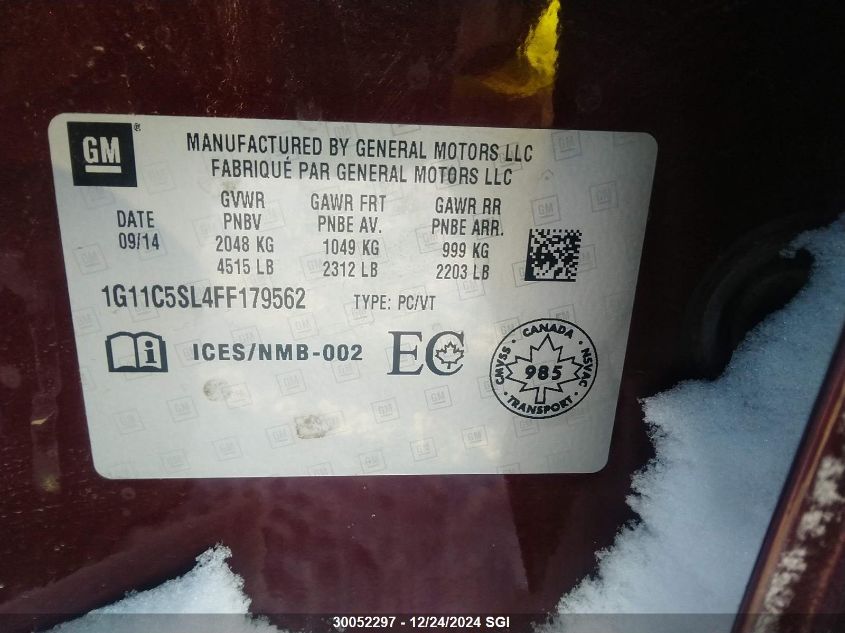 GM
MANUFACTURED BY GENERAL MOTORS LLC
FABRIQUÉ PAR GENERAL MOTORS LLC
DATE
09/14
GVWR
PNBV
2048 KG
4515 LB
GAWR FRT
PNBE AV.
1049 KG
2312 LB
GAWR RR
PNBE ARR.
999 KG
2203 LB
1G11C5SL4FF179562 TYPE: PC/VT
i ICES/NMB-002 EC
CANADA
CMVSS 985 NSVAC
TRANSPORT
30052297 - 12/24/2024 SGI